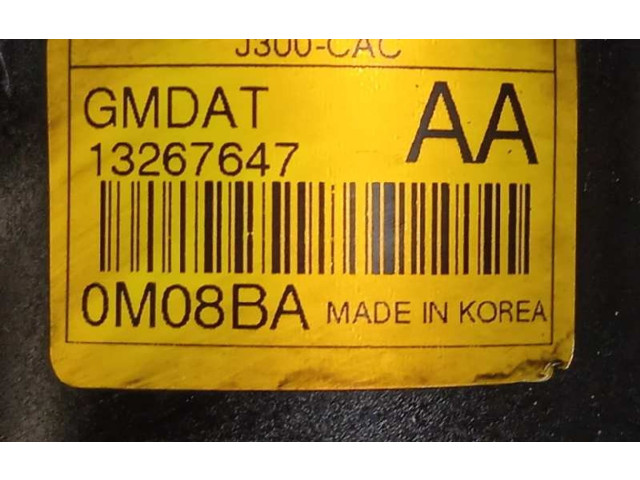 J300-CAC
GMDAT AA
13267647
0M08BA MADE IN KOREA